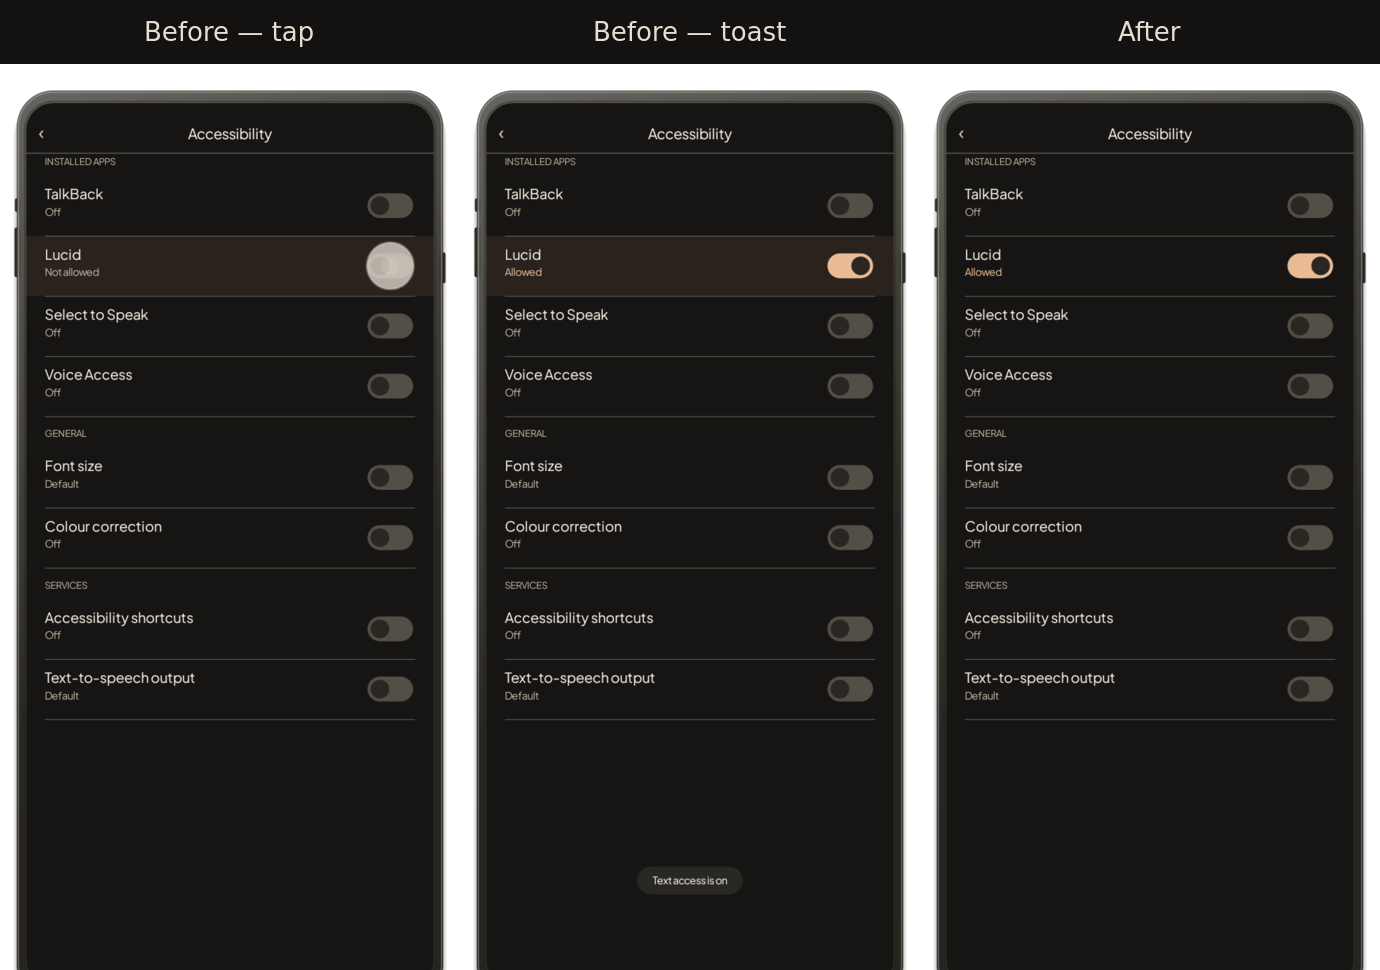 Before — tap
Before — toast
After
‹
Accessibility
INSTALLED APPS
TalkBack
Off
Lucid
Not allowed
Select to Speak
Off
Voice Access
Off
GENERAL
Font size
Default
Colour correction
Off
SERVICES
Accessibility shortcuts
Off
Text-to-speech output
Default
‹
Accessibility
INSTALLED APPS
TalkBack
Off
Lucid
Allowed
Select to Speak
Off
Voice Access
Off
GENERAL
Font size
Default
Colour correction
Off
SERVICES
Accessibility shortcuts
Off
Text-to-speech output
Default
Text access is on
‹
Accessibility
INSTALLED APPS
TalkBack
Off
Lucid
Allowed
Select to Speak
Off
Voice Access
Off
GENERAL
Font size
Default
Colour correction
Off
SERVICES
Accessibility shortcuts
Off
Text-to-speech output
Default